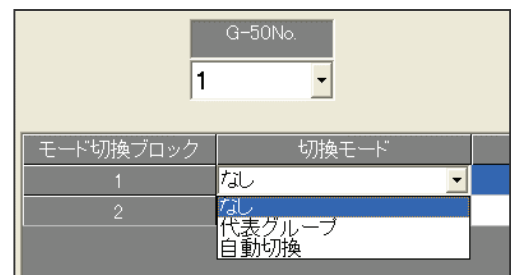 G-50No.
1
モード切換ブロック 切換モード
1 なし
2 なし
代表グループ
自動切換